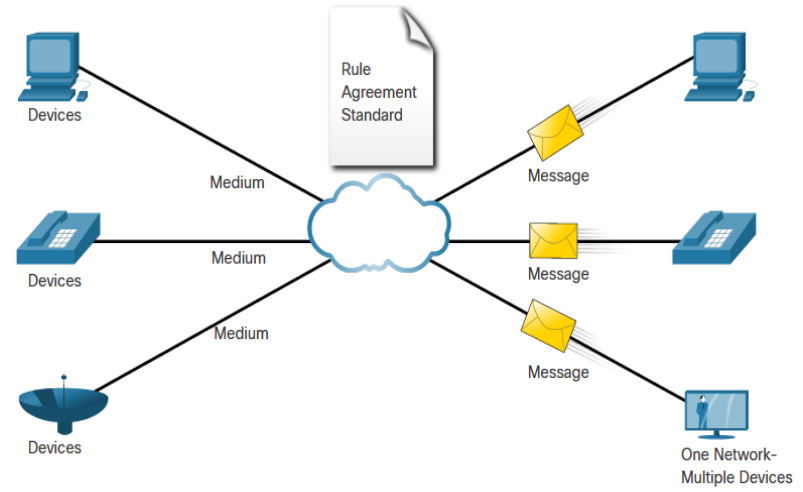 Rule
Agreement
Standard
Devices
Medium
Message
Devices
Medium
Message
Medium
Message
Devices
One Network-
Multiple Devices